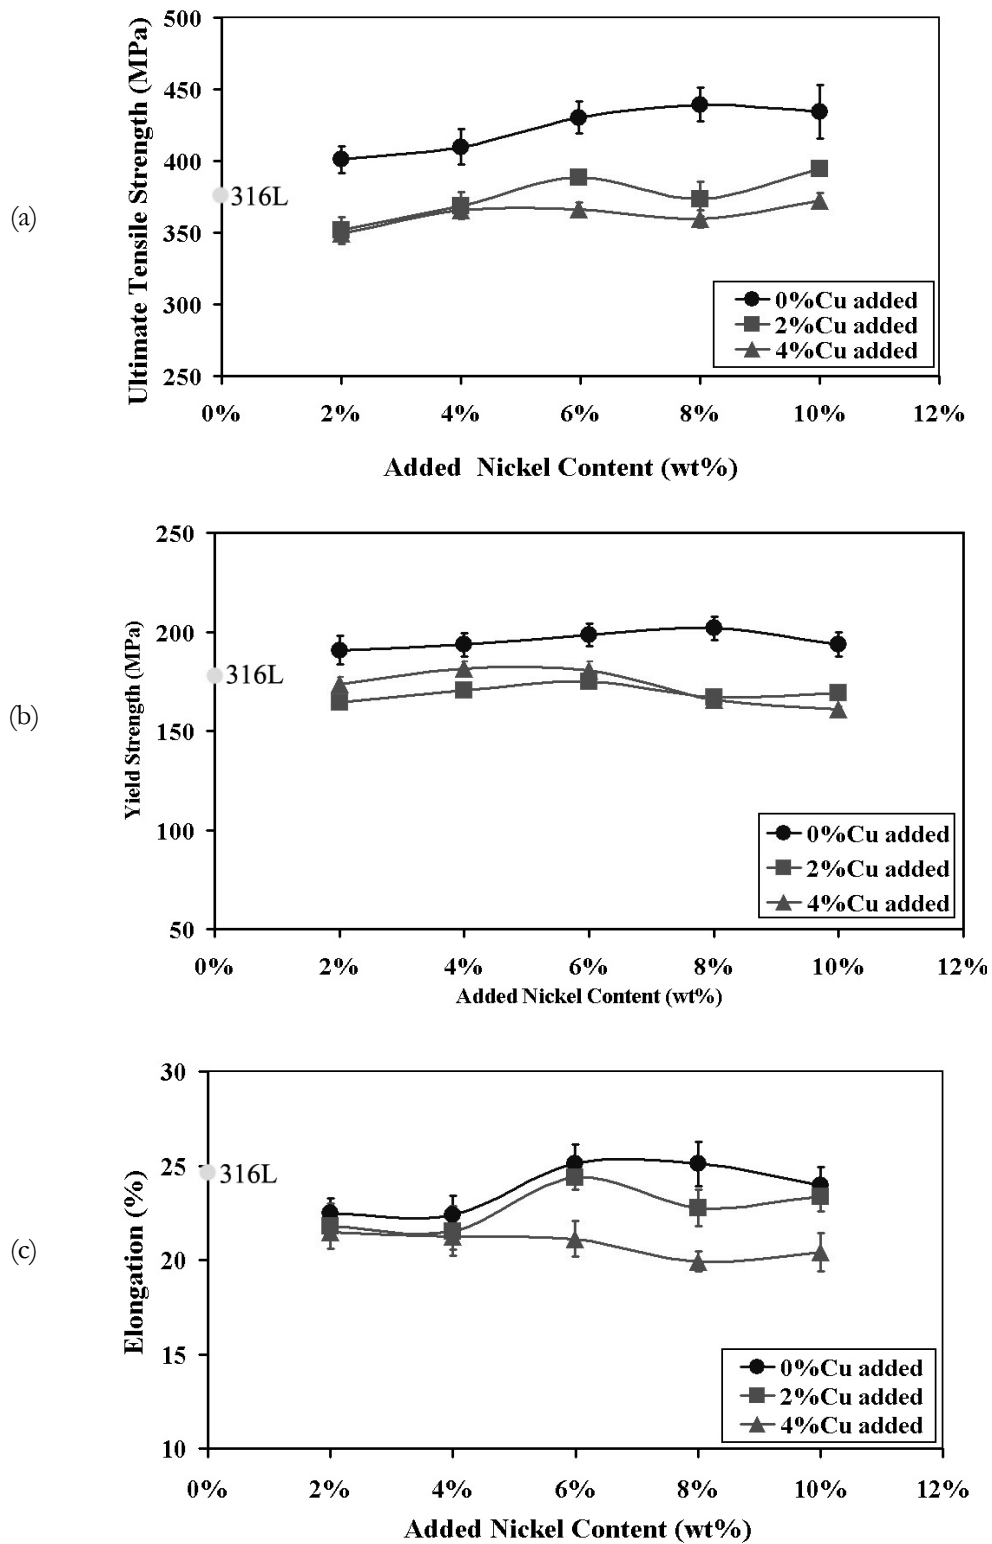 (a)
Ultimate Tensile Strength (MPa)
500
450
400
350
300
250
316L
0%Cu added
2%Cu added
4%Cu added
0% 2% 4% 6% 8% 10% 12%
Added Nickel Content (wt%)
(b)
Yield Strength (MPa)
250
200
150
100
50
316L
0%Cu added
2%Cu added
4%Cu added
0% 2% 4% 6% 8% 10% 12%
Added Nickel Content (wt%)
(c)
Elongation (%)
30
25
20
15
10
316L
0%Cu added
2%Cu added
4%Cu added
0% 2% 4% 6% 8% 10% 12%
Added Nickel Content (wt%)